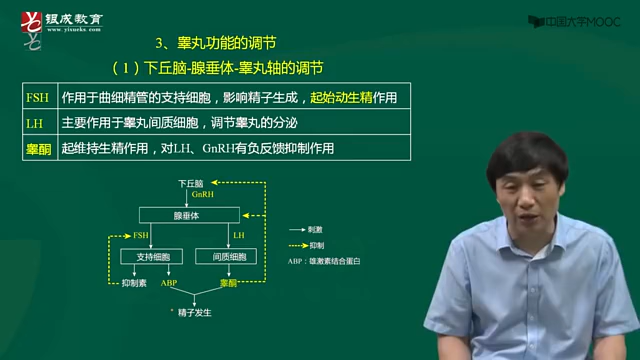 银成教育
www.yixueks.com
中国大学MOOC
3、睾丸功能的调节
（1）下丘脑-腺垂体-睾丸轴的调节
FSH 作用于曲细精管的支持细胞，影响精子生成，起始动生精作用
LH 主要作用于睾丸间质细胞，调节睾丸的分泌
睾酮 起维持生精作用，对LH、GnRH有负反馈抑制作用
下丘脑
GnRH
腺垂体
FSH LH
支持细胞 间质细胞
抑制素 ABP 睾酮
精子发生
刺激
抑制
ABP：雄激素结合蛋白